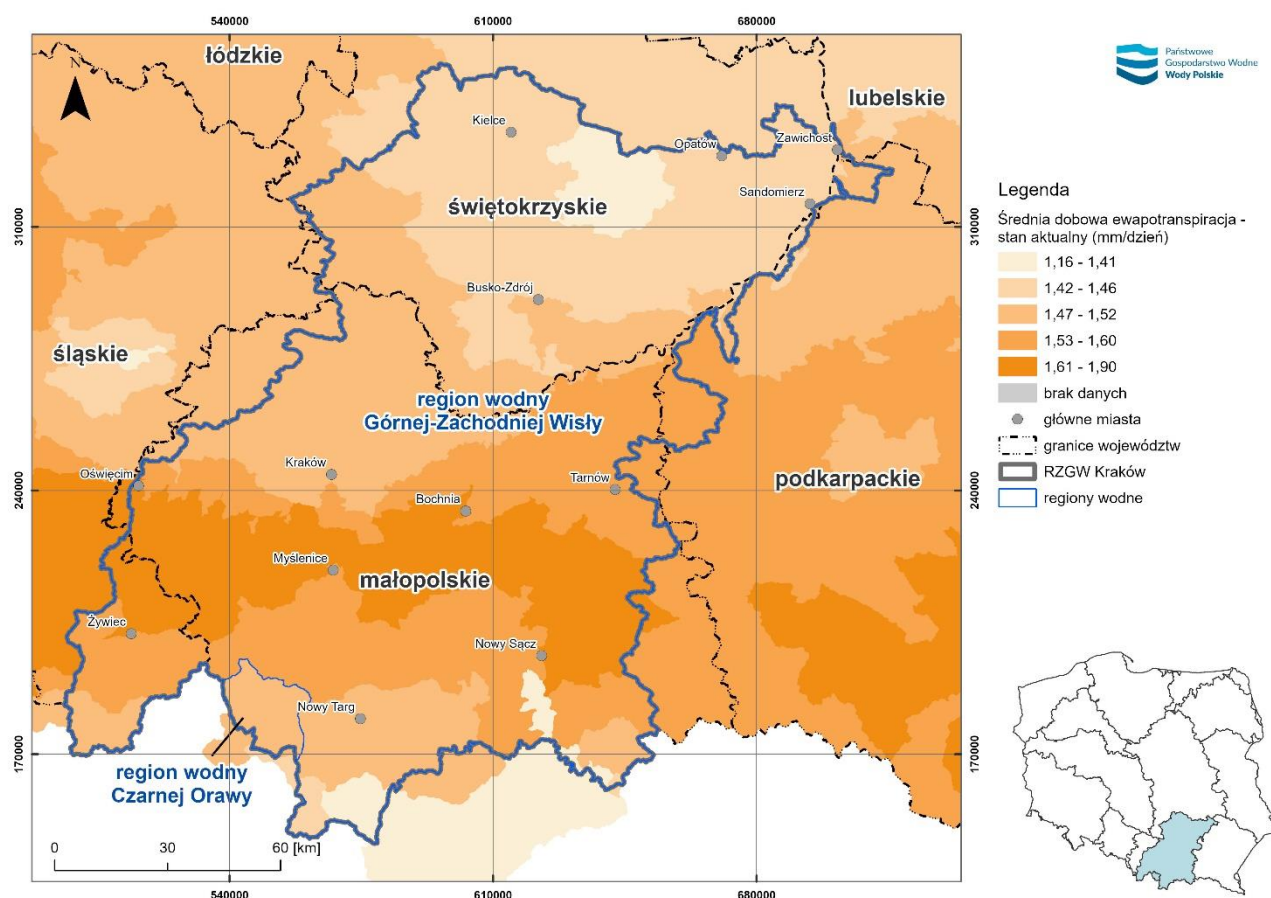 540000
610000
680000
łódzkie
N
lubelskie
Kielce
Opatów
Zawichost
Sandomierz
świętokrzyskie
310000
310000
Busko-Zdrój
śląskie
region wodny
Górnej-Zachodniej Wisły
Kraków
Oświęcim
Tarnów
podkarpackie
240000
240000
Bochnia
Myślenice
małopolskie
Żywiec
Nowy Sącz
Nowy Targ
170000
170000
region wodny
Czarnej Orawy
0
30
60 [km]
540000
610000
680000
Państwowe
Gospodarstwo Wodne
Wody Polskie
Legenda
Średnia dobowa ewapotranspiracja -
stan aktualny (mm/dzień)
1,16 - 1,41
1,42 - 1,46
1,47 - 1,52
1,53 - 1,60
1,61 - 1,90
brak danych
główne miasta
granice województw
RZGW Kraków
regiony wodne